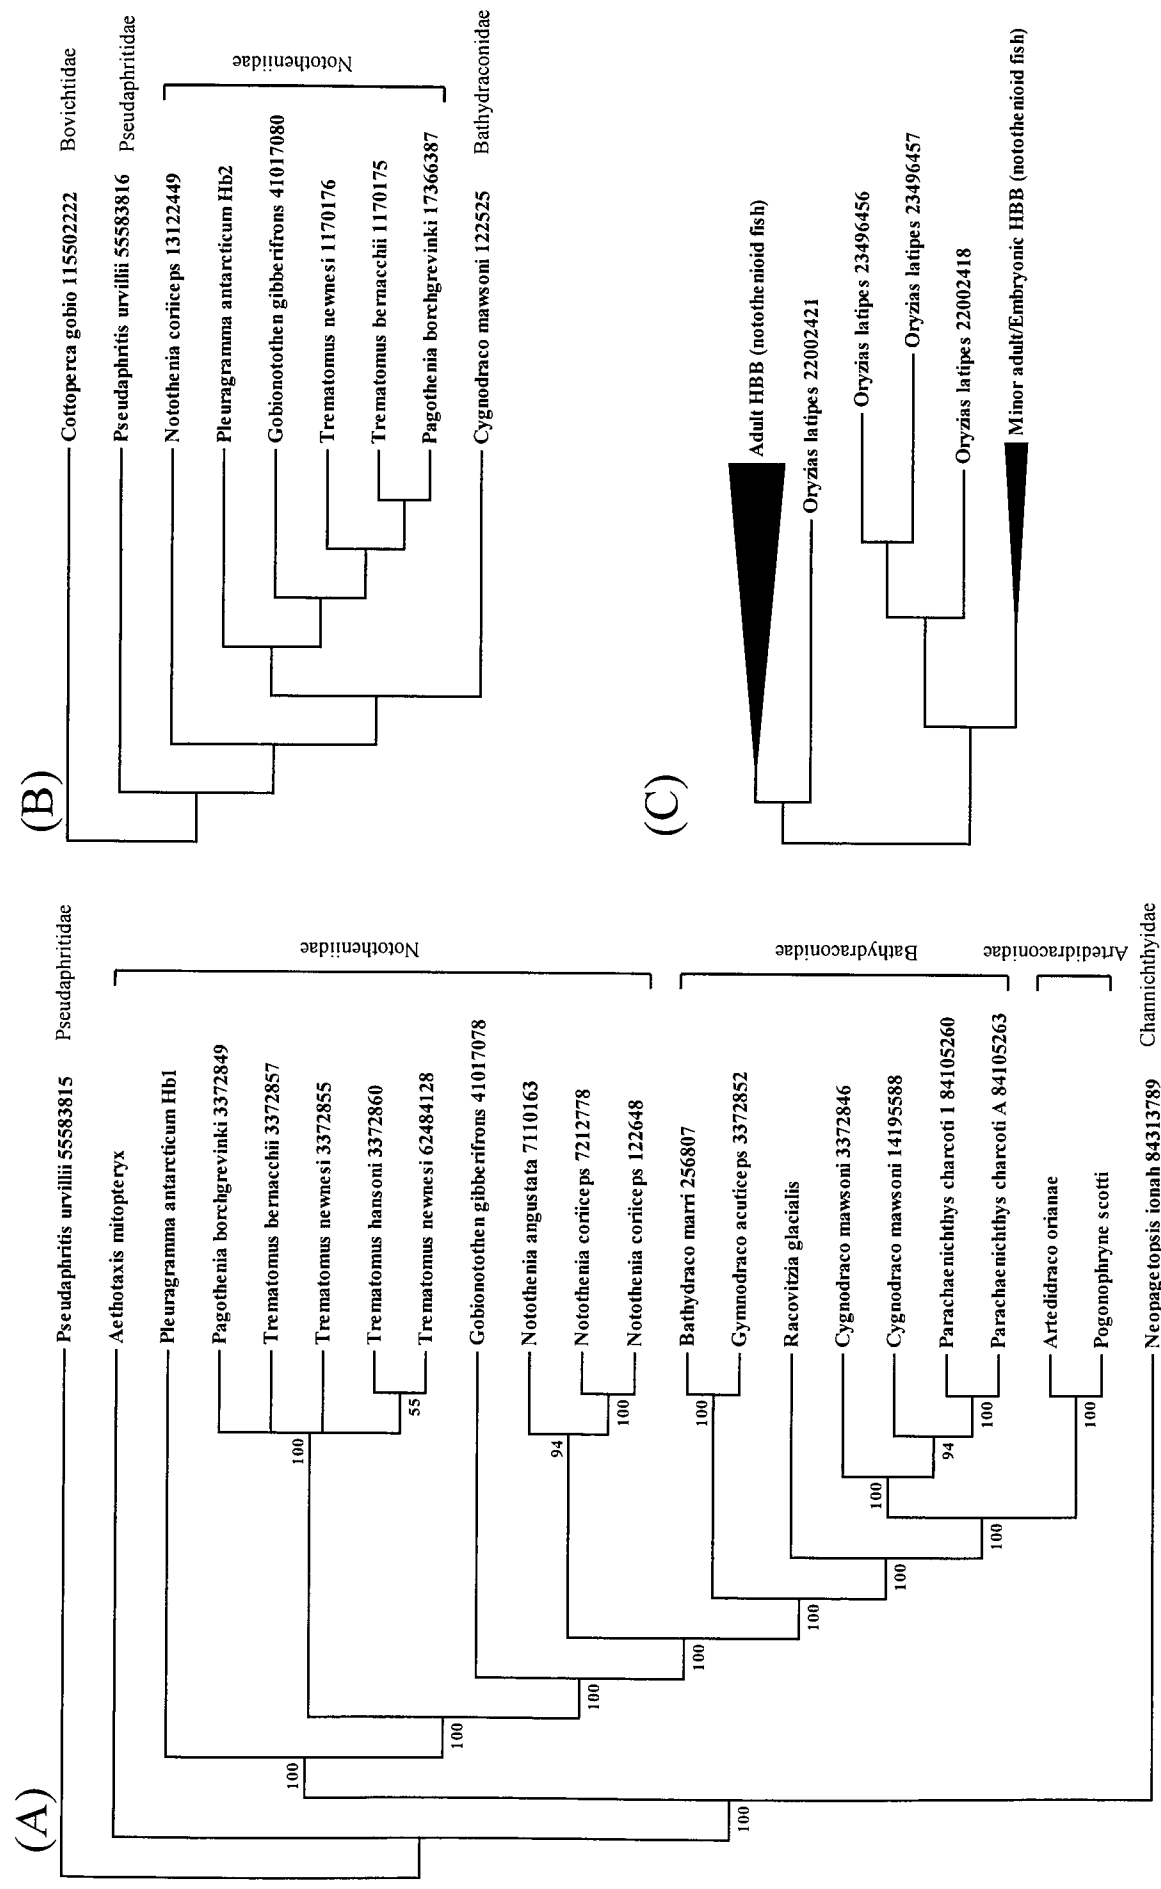 (A)
Pseudaphritis urvillii 55583815 Pseudaphritidae
Aethotaxis mitopteryx
Pleuragramma antarcticum Hb1
Pagothenia borchgrevinki 3372849
Trematomus bernacchii 3372857
Trematomus newnesi 3372855
Trematomus hansoni 3372860
Trematomus newnesi 62484128
Gobionotothen gibberifrons 41017078
Notothenia angustata 7110163
Notothenia coriiceps 7212778
Notothenia coriiceps 122648
Nototheniidae
Bathydraco marri 256807
Gymnodraco acuticeps 3372852
Racovitzia glacialis
Cygnodraco mawsoni 3372846
Cygnodraco mawsoni 14195588
Parachaenichthys charcoti 1 84105260
Parachaenichthys charcoti A 84105263
Bathydraconidae
Artedidraco orianae
Pogonophryne scotti
Artedidraconidae
Neopagetopsis ionah 84313789 Channichthyidae
100
55
100
94
100
100
100
94
100
100
100
100
100
100
100
100
100
100
(B)
Cottoperca gobio 115502222 Bovichtidae
Pseudaphritis urvillii 55583816 Pseudaphritidae
Notothenia coriiceps 13122449
Pleuragramma antarcticum Hb2
Gobionotothen gibberifrons 41017080
Trematomus newnesi 1170176
Trematomus bernacchii 1170175
Pagothenia borchgrevinki 17366387
Nototheniidae
Cygnodraco mawsoni 122525 Bathydraconidae
(C)
Adult HBB (notothenioid fish)
Oryzias latipes 22002421
Oryzias latipes 23496456
Oryzias latipes 23496457
Oryzias latipes 22002418
Minor adult/Embryonic HBB (notothenioid fish)